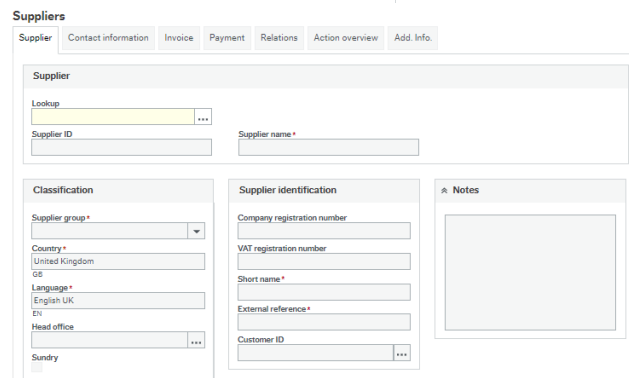 Suppliers
Supplier Contact information Invoice Payment Relations Action overview Add. Info.
Supplier
Lookup
...
Supplier ID Supplier name *
Classification Supplier identification Notes
Supplier group * Company registration number
Country * VAT registration number
United Kingdom
GB
Language * Short name *
English UK
EN
External reference *
Head office Customer ID
... ...
Sundry